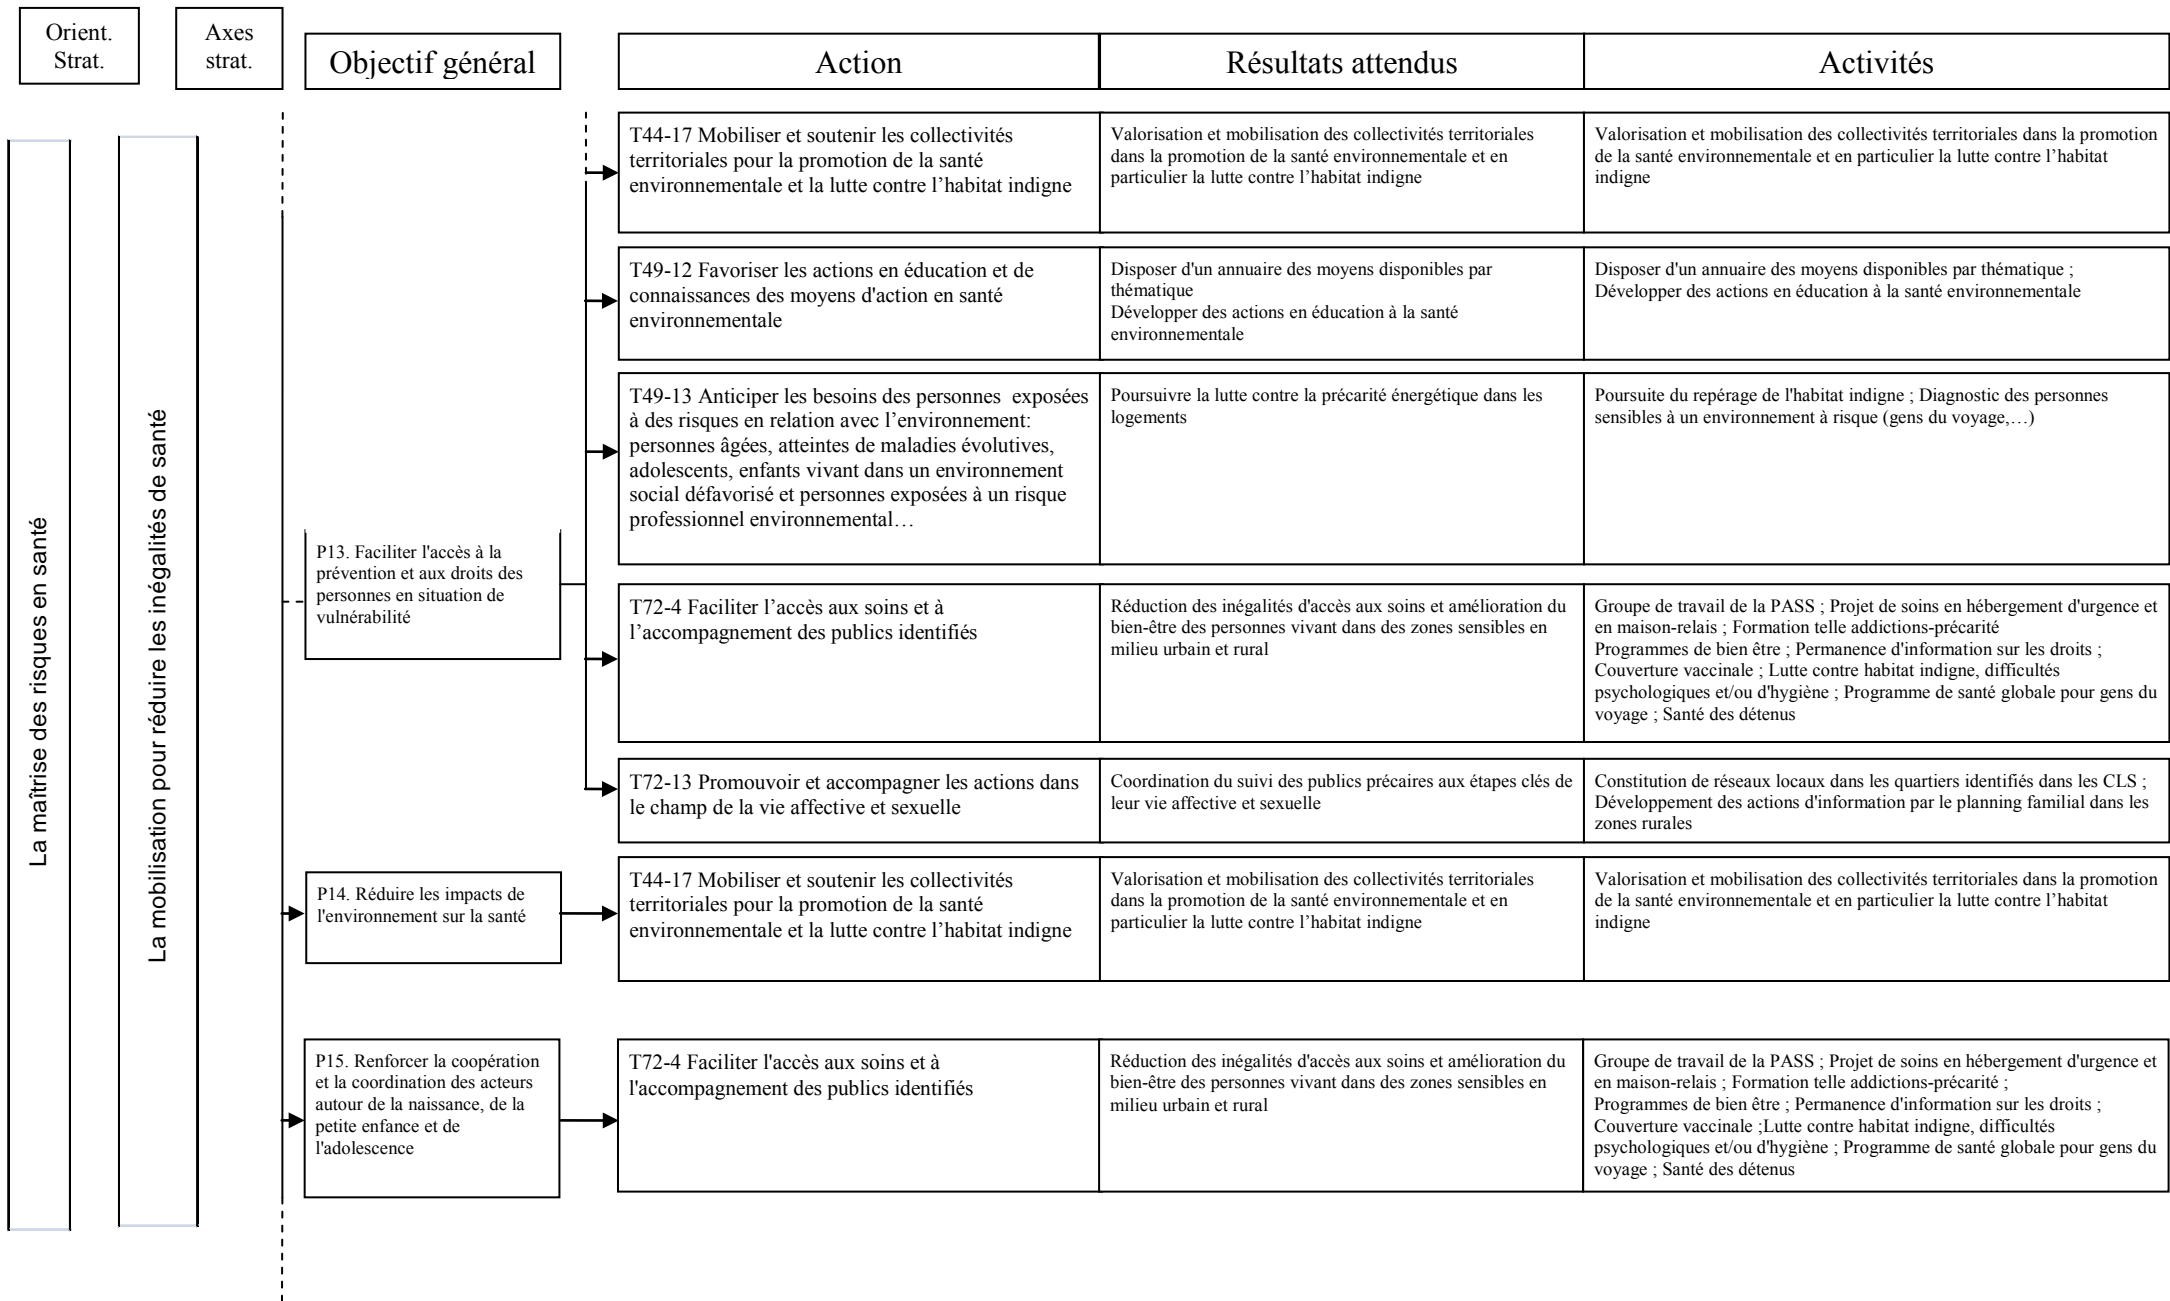 Orient.
Strat.
Axes
strat.
Objectif général
Action
Résultats attendus
Activités
La maîtrise des risques en santé
La mobilisation pour réduire les inégalités de santé
P13. Faciliter l'accès à la
prévention et aux droits des
personnes en situation de
vulnérabilité
T44-17 Mobiliser et soutenir les collectivités
territoriales pour la promotion de la santé
environnementale et la lutte contre l’habitat indigne
Valorisation et mobilisation des collectivités territoriales
dans la promotion de la santé environnementale et en
particulier la lutte contre l’habitat indigne
Valorisation et mobilisation des collectivités territoriales dans la promotion
de la santé environnementale et en particulier la lutte contre l’habitat
indigne
T49-12 Favoriser les actions en éducation et de
connaissances des moyens d'action en santé
environnementale
Disposer d'un annuaire des moyens disponibles par
thématique
Développer des actions en éducation à la santé
environnementale
Disposer d'un annuaire des moyens disponibles par thématique ;
Développer des actions en éducation à la santé environnementale
T49-13 Anticiper les besoins des personnes  exposées
à des risques en relation avec l’environnement:
personnes âgées, atteintes de maladies évolutives,
adolescents, enfants vivant dans un environnement
social défavorisé et personnes exposées à un risque
professionnel environnemental…
Poursuivre la lutte contre la précarité énergétique dans les
logements
Poursuite du repérage de l'habitat indigne ; Diagnostic des personnes
sensibles à un environnement à risque (gens du voyage,…)
T72-4 Faciliter l’accès aux soins et à
l’accompagnement des publics identifiés
Réduction des inégalités d'accès aux soins et amélioration du
bien-être des personnes vivant dans des zones sensibles en
milieu urbain et rural
Groupe de travail de la PASS ; Projet de soins en hébergement d'urgence et
en maison-relais ; Formation telle addictions-précarité
Programmes de bien être ; Permanence d'information sur les droits ;
Couverture vaccinale ; Lutte contre habitat indigne, difficultés
psychologiques et/ou d'hygiène ; Programme de santé globale pour gens du
voyage ; Santé des détenus
T72-13 Promouvoir et accompagner les actions dans
le champ de la vie affective et sexuelle
Coordination du suivi des publics précaires aux étapes clés de
leur vie affective et sexuelle
Constitution de réseaux locaux dans les quartiers identifiés dans les CLS ;
Développement des actions d'information par le planning familial dans les
zones rurales
P14. Réduire les impacts de
l'environnement sur la santé
T44-17 Mobiliser et soutenir les collectivités
territoriales pour la promotion de la santé
environnementale et la lutte contre l’habitat indigne
Valorisation et mobilisation des collectivités territoriales
dans la promotion de la santé environnementale et en
particulier la lutte contre l’habitat indigne
Valorisation et mobilisation des collectivités territoriales dans la promotion
de la santé environnementale et en particulier la lutte contre l’habitat
indigne
P15. Renforcer la coopération
et la coordination des acteurs
autour de la naissance, de la
petite enfance et de
l'adolescence
T72-4 Faciliter l'accès aux soins et à
l'accompagnement des publics identifiés
Réduction des inégalités d'accès aux soins et amélioration du
bien-être des personnes vivant dans des zones sensibles en
milieu urbain et rural
Groupe de travail de la PASS ; Projet de soins en hébergement d'urgence et
en maison-relais ; Formation telle addictions-précarité ;
Programmes de bien être ; Permanence d'information sur les droits ;
Couverture vaccinale ;Lutte contre habitat indigne, difficultés
psychologiques et/ou d'hygiène ; Programme de santé globale pour gens du
voyage ; Santé des détenus